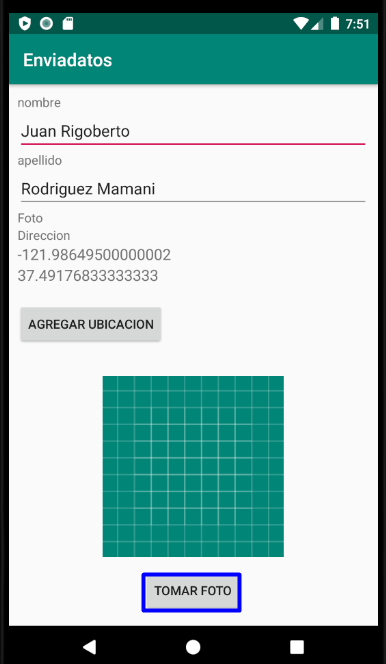 7:51
Enviadatos
nombre
Juan Rigoberto
apellido
Rodriguez Mamani
Foto
Direccion
-121.98649500000002
37.49176833333333
AGREGAR UBICACION
TOMAR FOTO